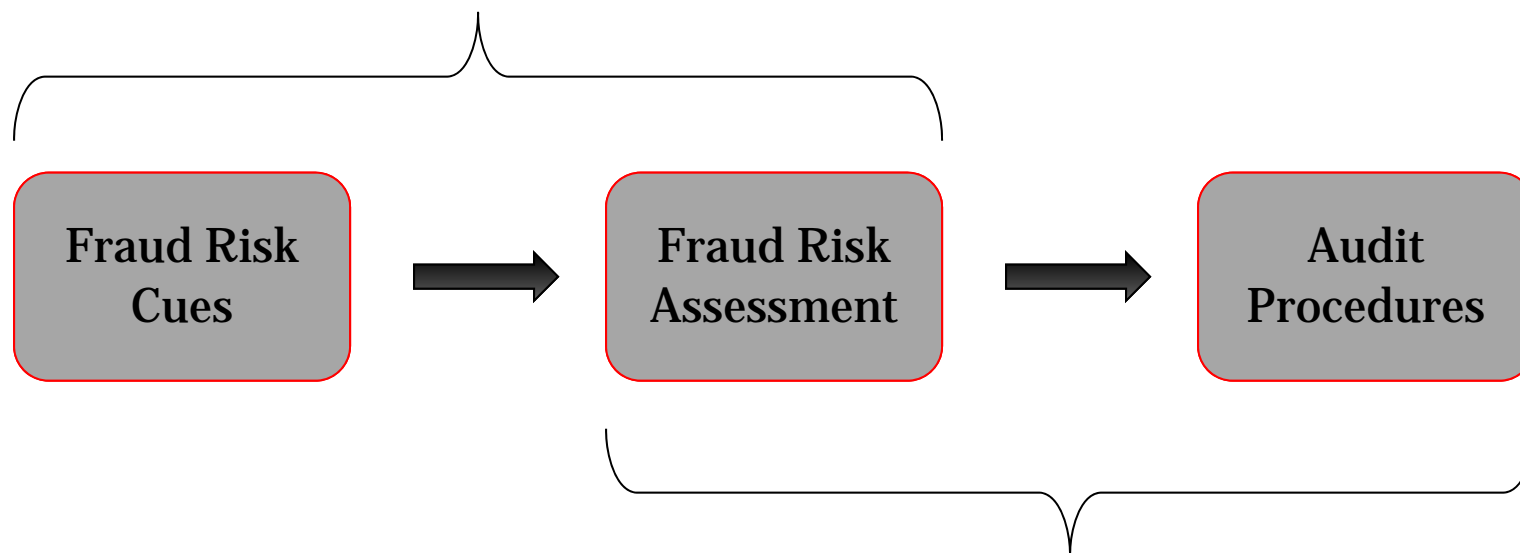 Fraud Risk
Cues
Fraud Risk
Assessment
Audit
Procedures